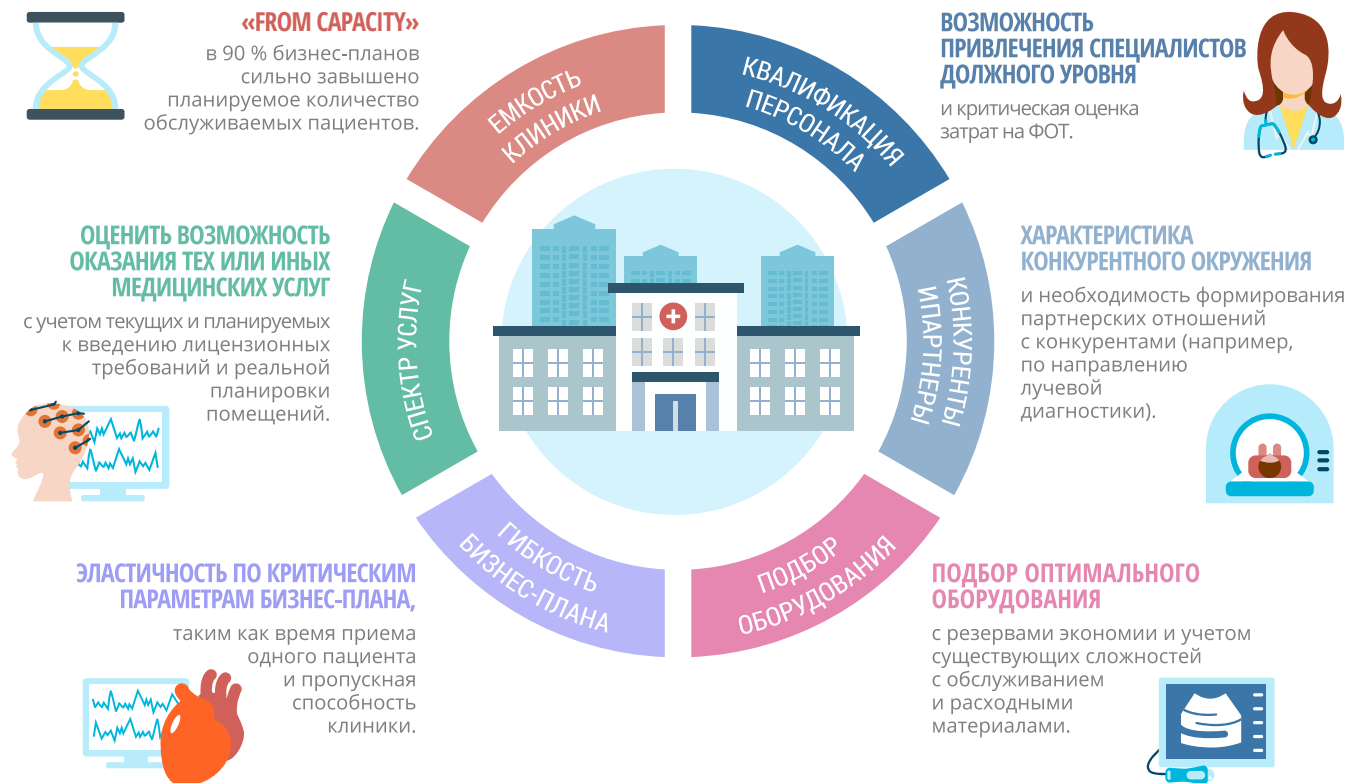 «FROM CAPACITY»
в 90 % бизнес-планов
сильно завышено
планируемое количество
обслуживаемых пациентов.
ЕМКОСТЬ
КЛИНИКИ
КВАЛИФИКАЦИЯ
ПЕРСОНАЛА
ВОЗМОЖНОСТЬ
ПРИВЛЕЧЕНИЯ СПЕЦИАЛИСТОВ
ДОЛЖНОГО УРОВНЯ
и критическая оценка
затрат на ФОТ.
ОЦЕНИТЬ ВОЗМОЖНОСТЬ
ОКАЗАНИЯ ТЕХ ИЛИ ИНЫХ
МЕДИЦИНСКИХ УСЛУГ
с учетом текущих и планируемых
к введению лицензионных
требований и реальной
планировки
помещений.
СПЕКТР УСЛУГ
КОНКУРЕНТЫ
ИПАРТНЕРЫ
ХАРАКТЕРИСТИКА
КОНКУРЕНТНОГО ОКРУЖЕНИЯ
и необходимость формирования
партнерских отношений
с конкурентами (например,
по направлению
лучевой
диагностики).
ЭЛАСТИЧНОСТЬ ПО КРИТИЧЕСКИМ
ПАРАМЕТРАМ БИЗНЕС-ПЛАНА,
таким как время приема
одного пациента
и пропускная
способность
клиники.
ГИБКОСТЬ
БИЗНЕС-ПЛАНА
ПОДБОР
ОБОРУДОВАНИЯ
ПОДБОР ОПТИМАЛЬНОГО
ОБОРУДОВАНИЯ
с резервами экономии и учетом
существующих сложностей
с обслуживанием
и расходными
материалами.